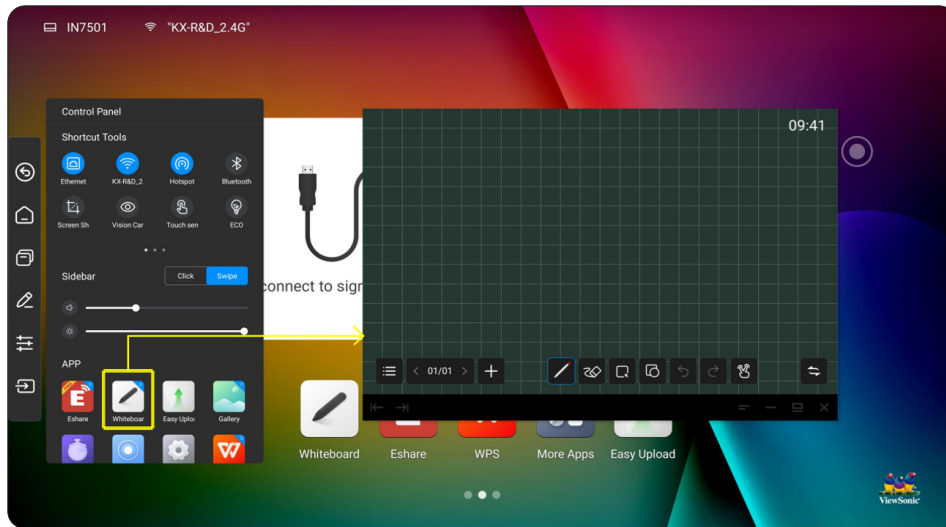 IN7501 "KX-R&D_2.4G"
Control Panel
Shortcut Tools
Ethernet KX-R&D_2 Hotspot Bluetooth
Screen Sh Vision Car Touch sen ECO
Sidebar Click Swipe
APP
Eshare Whiteboar Easy Uplo Gallery
connect to sign
09:41
01/01
Whiteboard Eshare WPS More Apps Easy Upload
ViewSonic